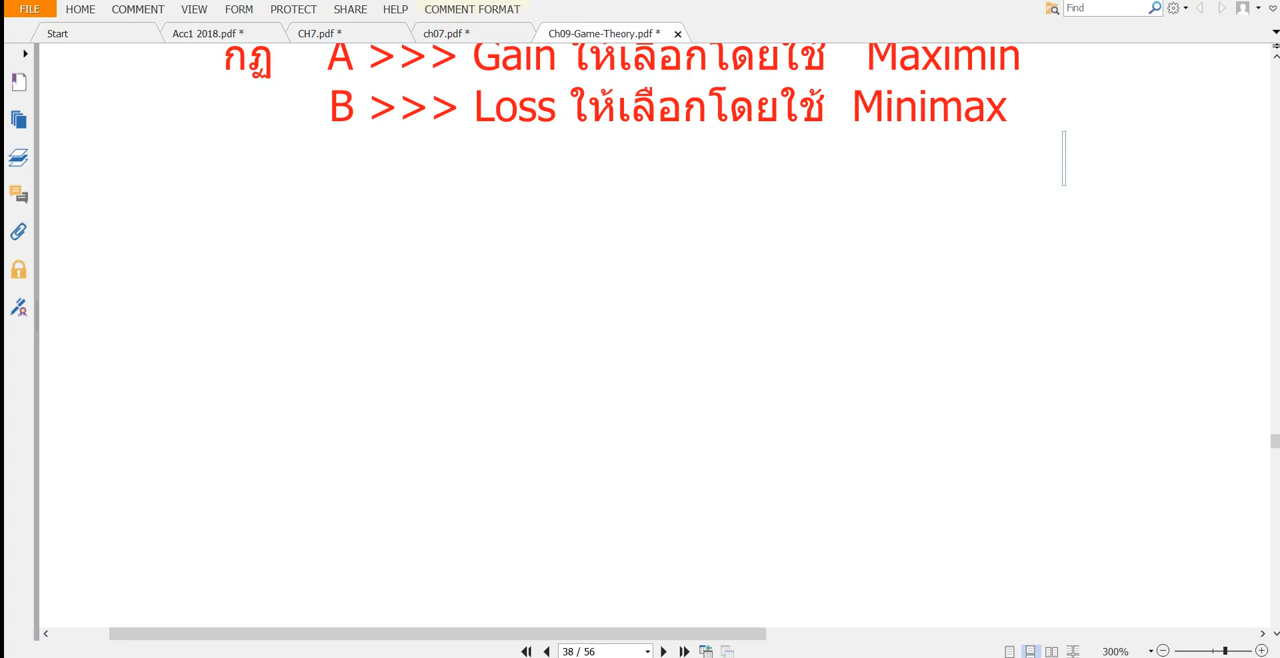 FILE HOME COMMENT VIEW FORM PROTECT SHARE HELP COMMENT FORMAT Find
Start Acc1 2018.pdf * CH7.pdf * ch07.pdf * Ch09-Game-Theory.pdf *
กฏ A >>> Gain ให้เลือกโดยใช้ Maximin
B >>> Loss ให้เลือกโดยใช้ Minimax
38 / 56 300%